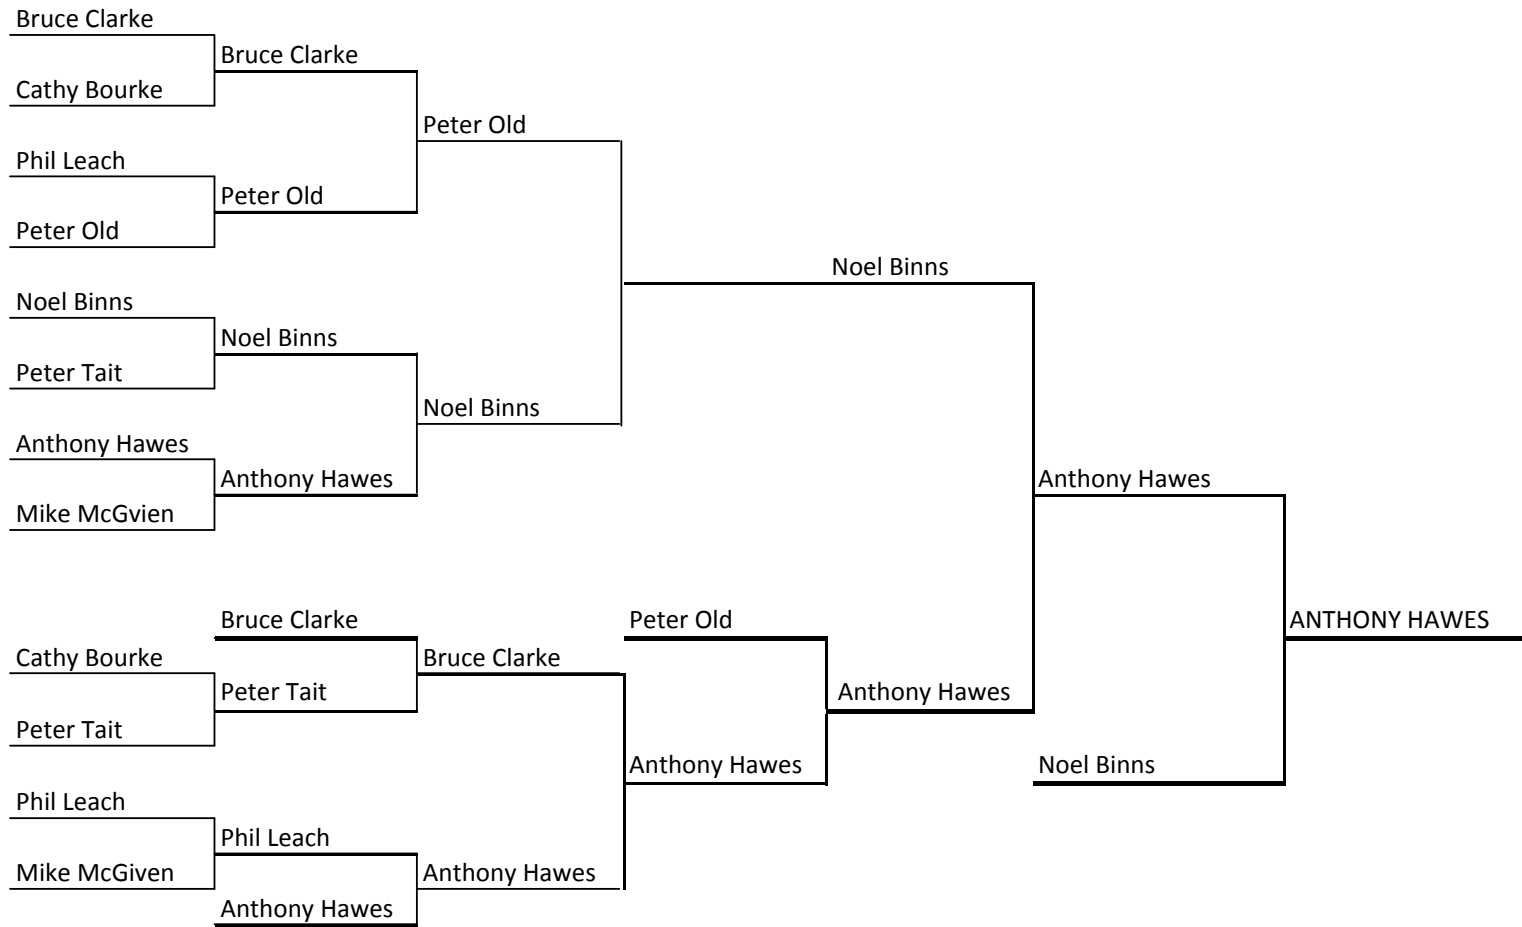 Bruce Clarke
Bruce Clarke
Cathy Bourke
Peter Old
Phil Leach
Peter Old
Peter Old
Noel Binns
Noel Binns
Noel Binns
Peter Tait
Noel Binns
Anthony Hawes
Anthony Hawes
Anthony Hawes
Mike McGvien
Bruce Clarke
Peter Old
ANTHONY HAWES
Cathy Bourke
Bruce Clarke
Peter Tait
Anthony Hawes
Peter Tait
Anthony Hawes
Noel Binns
Phil Leach
Phil Leach
Mike McGiven
Anthony Hawes
Anthony Hawes